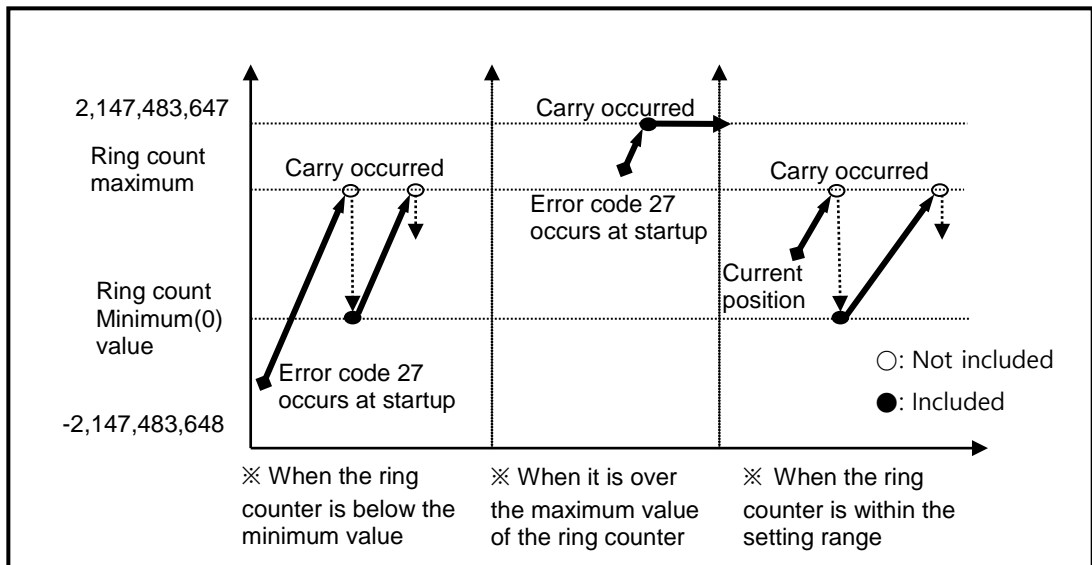 2,147,483,647
Ring count
maximum
Ring count
Minimum(0)
value
-2,147,483,648
Carry occurred
Error code 27
occurs at startup
Carry occurred
Error code 27
occurs at startup
Carry occurred
Current
position
○: Not included
●: Included
※ When the ring
counter is below the
minimum value
※ When it is over
the maximum value
of the ring counter
※ When the ring
counter is within the
setting range